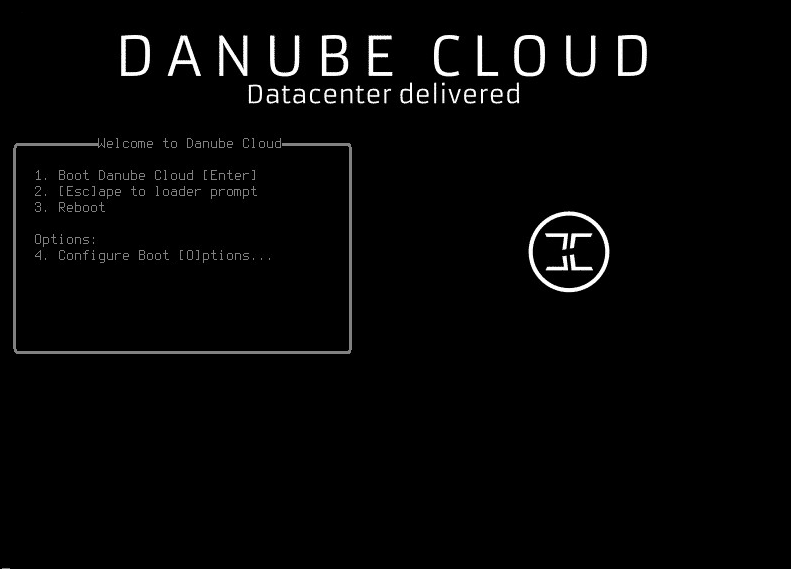 DANUBE CLOUD
Datacenter delivered
Welcome to Danube Cloud
1. Boot Danube Cloud [Enter]
2. [Esc]ape to loader prompt
3. Reboot
Options:
4. Configure Boot [O]ptions...